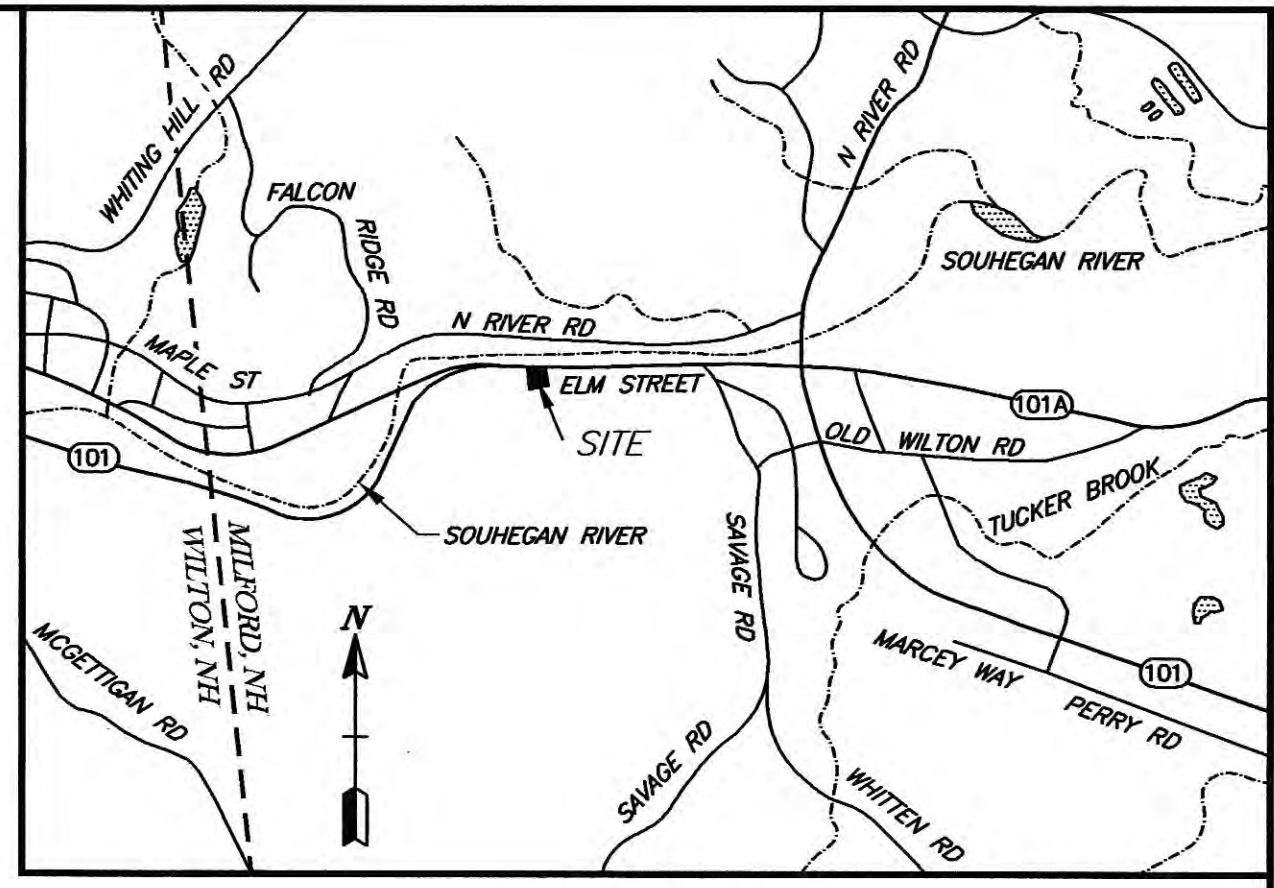 WHITING HILL RD
FALCON
RIDGE RD
N RIVER RD
N RIVER RD
SOUHEGAN RIVER
MAPLE ST
ELM STREET
SITE
101A
OLD WILTON RD
101
TUCKER BROOK
SOUHEGAN RIVER
SAVAGE RD
MILFORD, NH
WILTON, NH
N
MCGETTIGAN RD
MARCEY WAY
101
PERRY RD
SAVAGE RD
WHITTEN RD